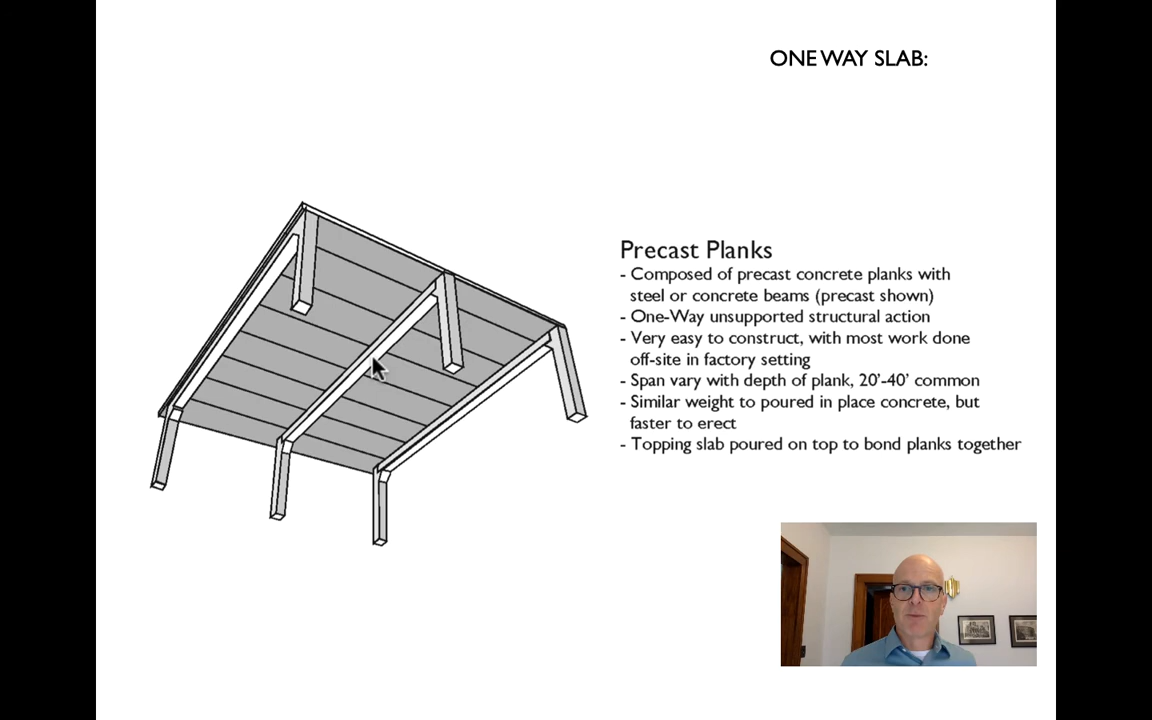 ONE WAY SLAB:
Precast Planks
- Composed of precast concrete planks with
steel or concrete beams (precast shown)
- One-Way unsupported structural action
- Very easy to construct, with most work done
off-site in factory setting
- Span vary with depth of plank, 20'-40' common
- Similar weight to poured in place concrete, but
faster to erect
- Topping slab poured on top to bond planks together